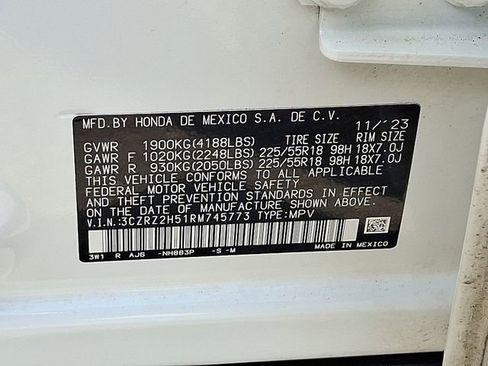 MFD.BY HONDA DE MEXICO S.A. DE C.V. 11/'23
GVWR 1900KG(4188LBS) TIRE SIZE RIM SIZE
GAWR F 1020KG(2248LBS) 225/55R18 98H 18X7.0J
GAWR R 930KG(2050LBS) 225/55R18 98H 18X7.0J
THIS VEHICLE CONFORMS TO ALL APPLICABLE
FEDERAL MOTOR VEHICLE SAFETY, BUMPER,
AND THEFT PREVENTION STANDARDS IN EFFECT
ON THE DATE OF MANUFACTURE SHOWN ABOVE.
V.I.N.:3CZRZ2H51RM745773 TYPE:MPV
3W1 R AJ6 -NH883P -S -M MADE IN MEXICO